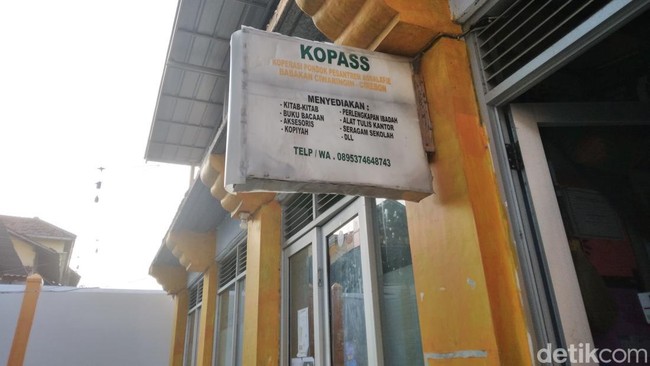 KOPASS
KOPERASI PONDOK PESANTREN ASSALAFIE
BABAKAN CIWARINGIN - CIREBON
MENYEDIAKAN :
- KITAB-KITAB
- BUKU BACAAN
- AKSESORIS
- KOPIYAH
- PERLENGKAPAN IBADAH
- ALAT TULIS KANTOR
- SERAGAM SEKOLAH
- DLL
TELP / WA . 0895374648743
detikcom